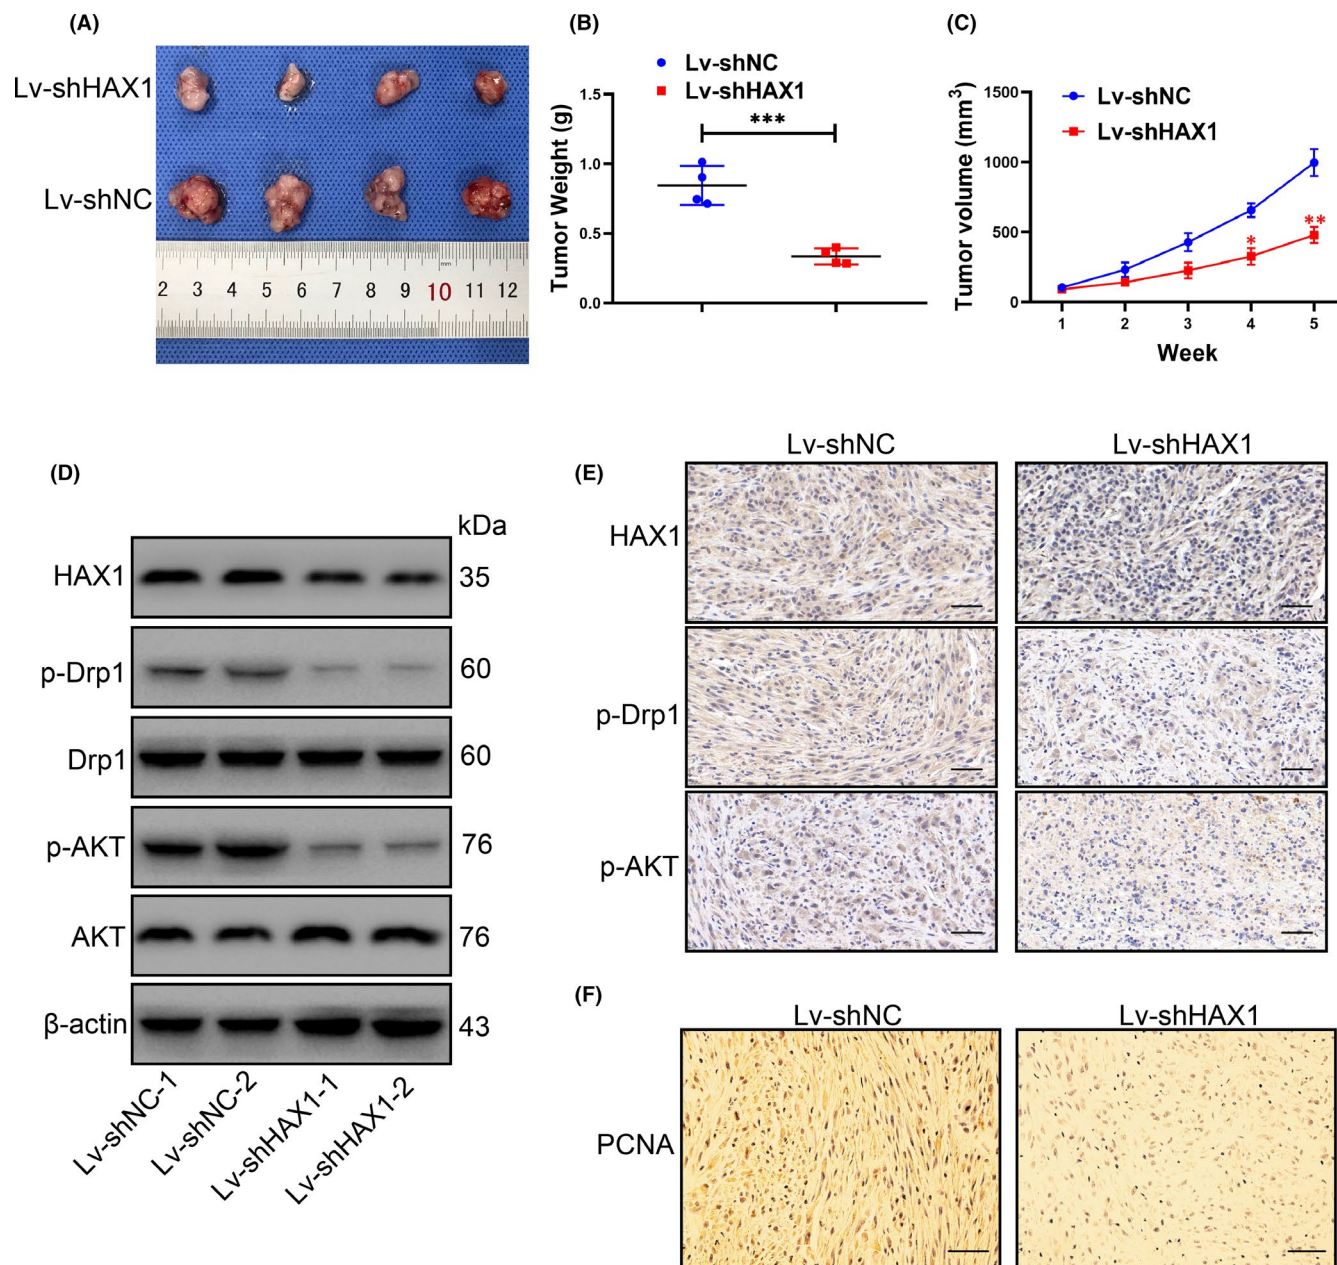 (A)
Lv-shHAX1
Lv-shNC
mm
2 3 4 5 6 7 8 9 10 11 12
(B)
Lv-shNC
Lv-shHAX1
Tumor Weight (g)
1.5
1.0
0.5
0.0
***
(C)
Lv-shNC
Lv-shHAX1
Tumor volume (mm³)
1500
1000
500
0
*
**
1 2 3 4 5
Week
(D)
kDa
HAX1 35
p-Drp1 60
Drp1 60
p-AKT 76
AKT 76
β-actin 43
Lv-shNC-1
Lv-shNC-2
Lv-shHAX1-1
Lv-shHAX1-2
(E)
Lv-shNC Lv-shHAX1
HAX1
p-Drp1
p-AKT
(F)
Lv-shNC Lv-shHAX1
PCNA